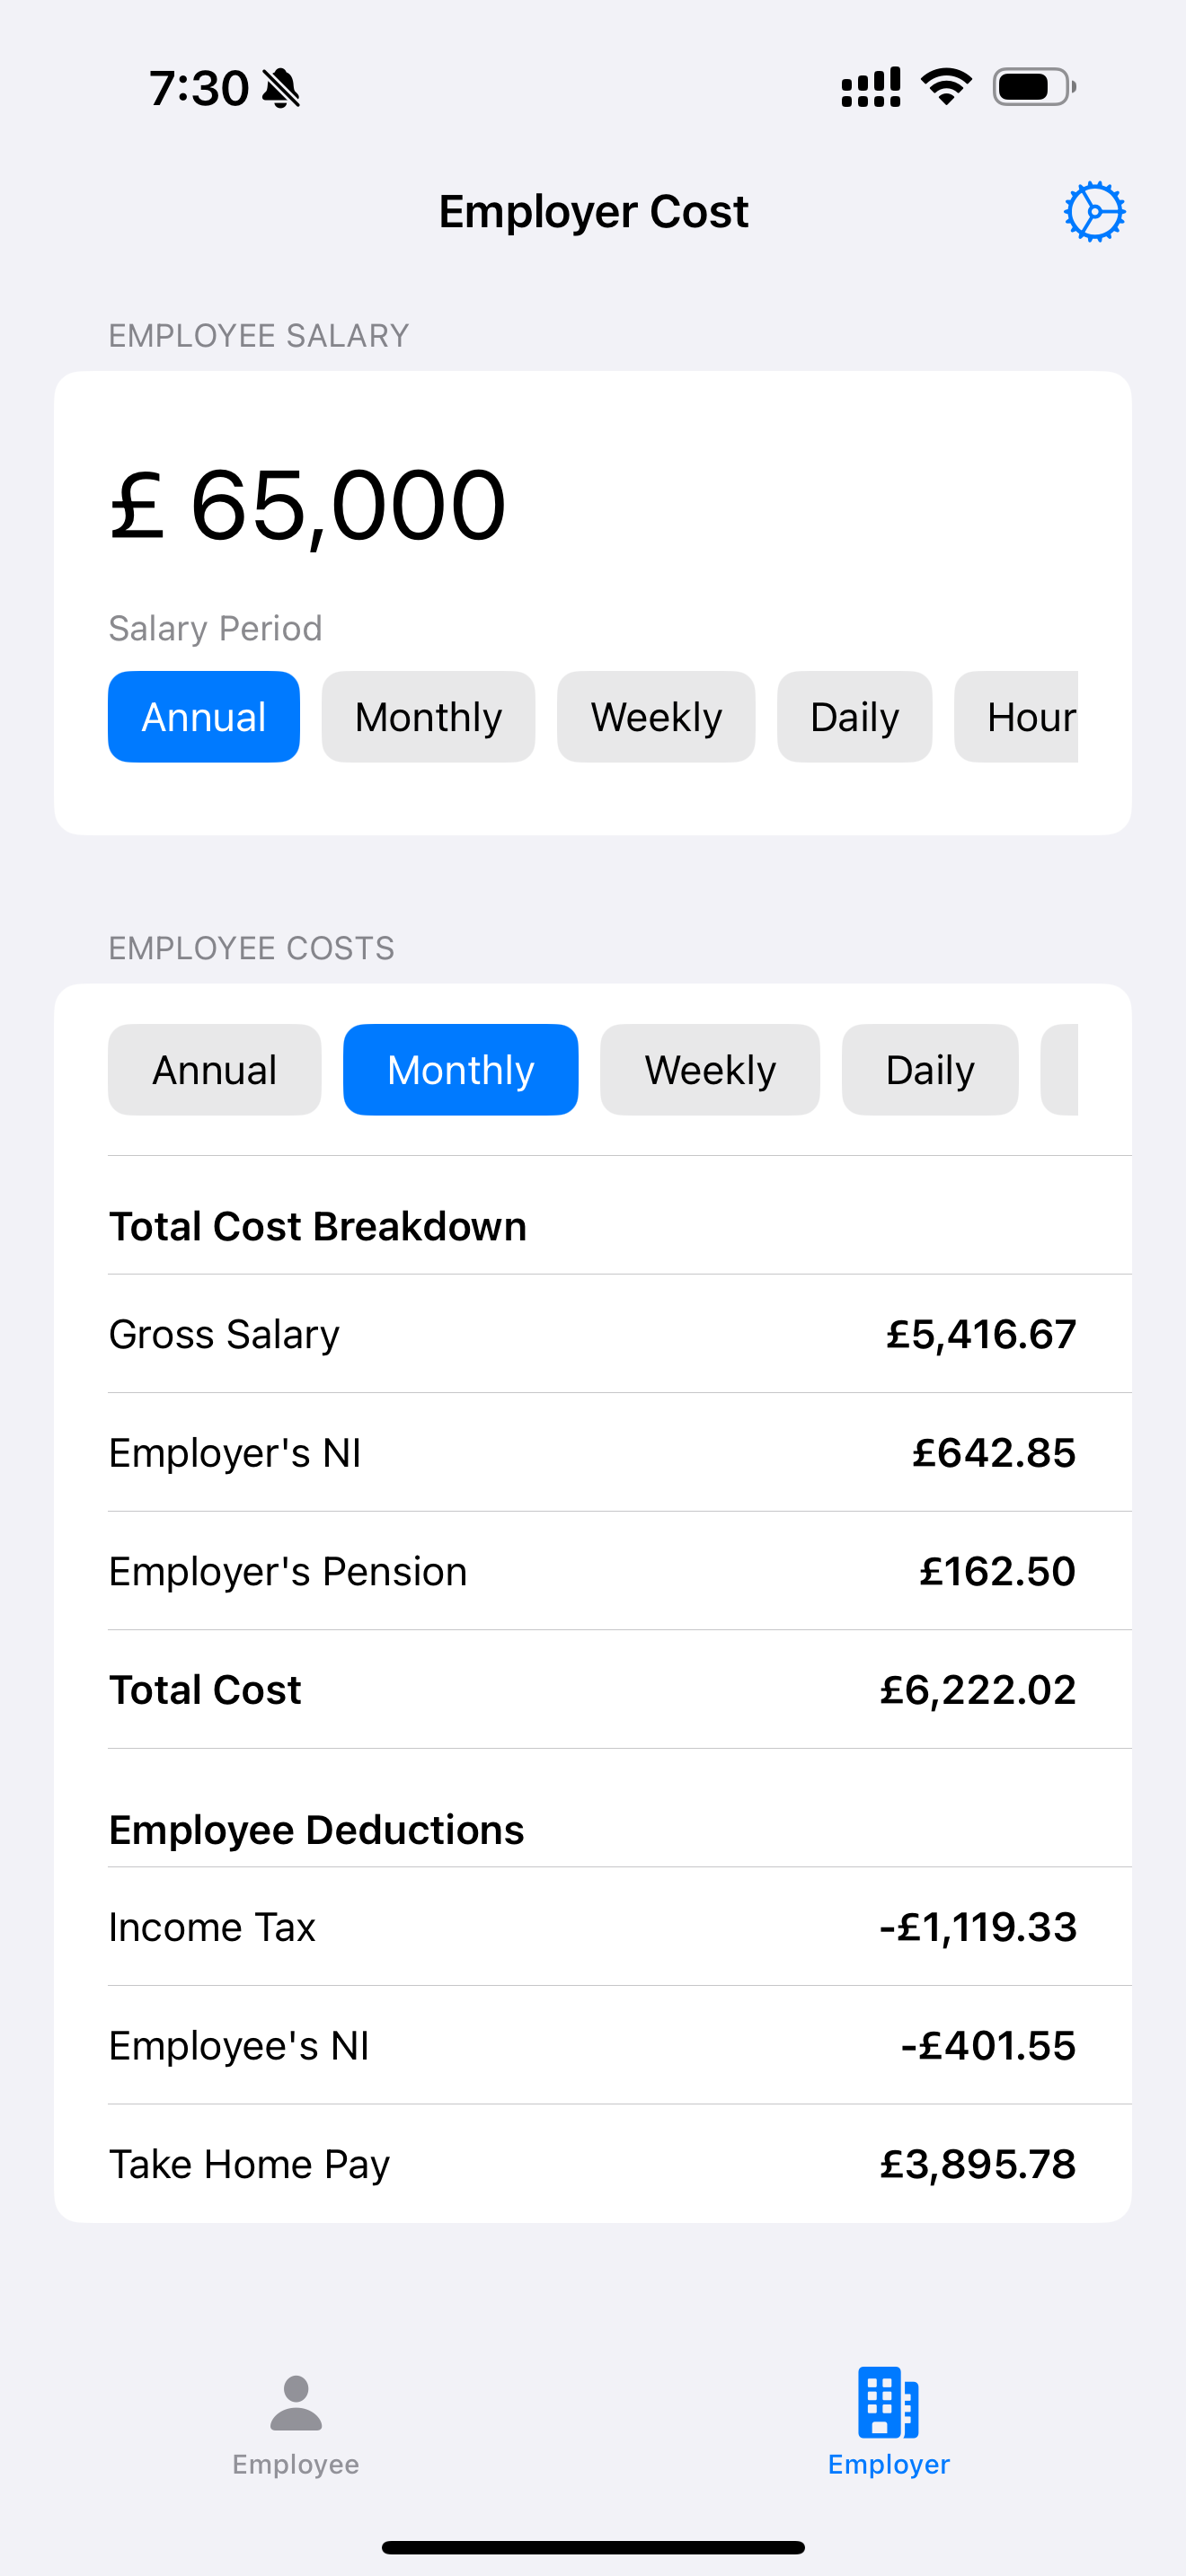 7:30
Employer Cost
EMPLOYEE SALARY
£ 65,000
Salary Period
Annual Monthly Weekly Daily Hour
EMPLOYEE COSTS
Annual Monthly Weekly Daily
Total Cost Breakdown
Gross Salary £5,416.67
Employer's NI £642.85
Employer's Pension £162.50
Total Cost £6,222.02
Employee Deductions
Income Tax -£1,119.33
Employee's NI -£401.55
Take Home Pay £3,895.78
Employee Employer